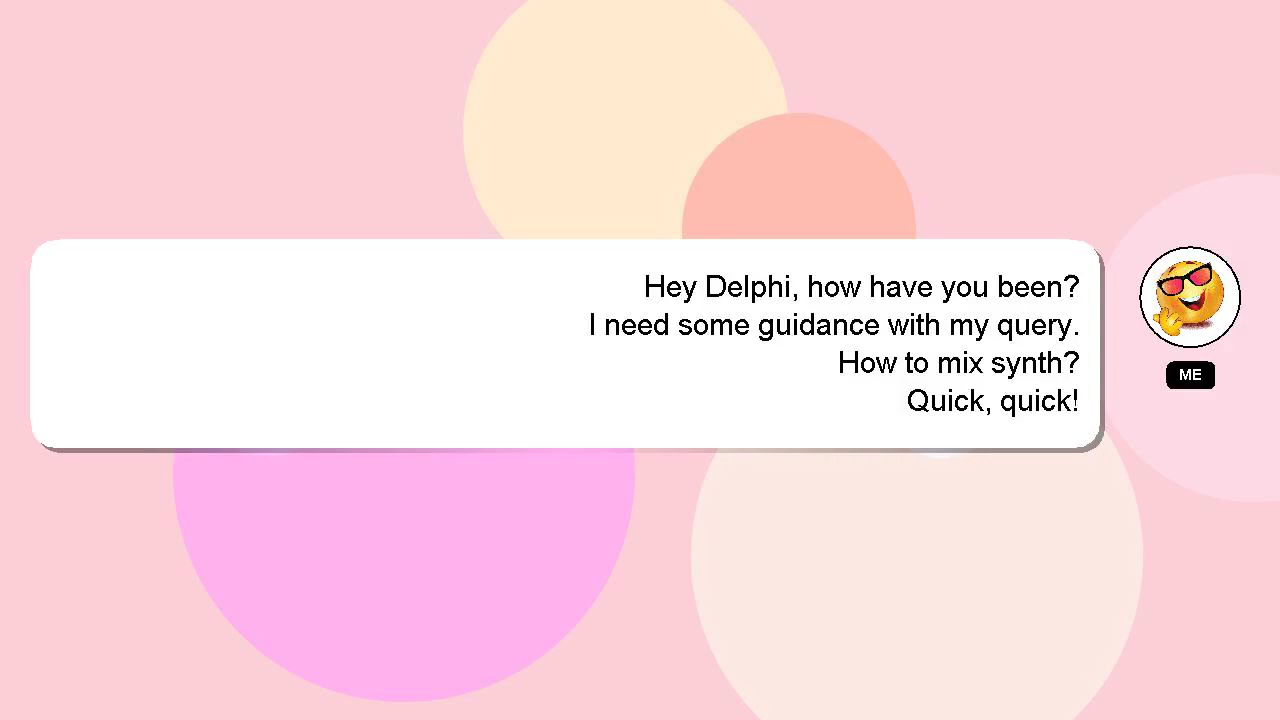 Hey Delphi, how have you been?
I need some guidance with my query.
How to mix synth?
Quick, quick!
ME